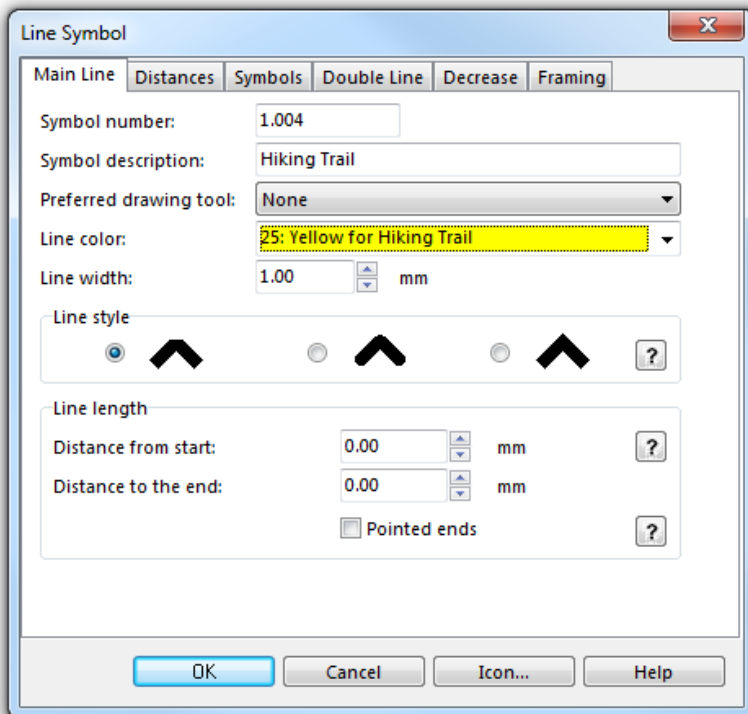 Line Symbol
Main Line Distances Symbols Double Line Decrease Framing
Symbol number: 1.004
Symbol description: Hiking Trail
Preferred drawing tool: None
Line color: 25: Yellow for Hiking Trail
Line width: 1.00 mm
Line style
?
Line length
Distance from start: 0.00 mm ?
Distance to the end: 0.00 mm
Pointed ends ?
OK Cancel Icon... Help